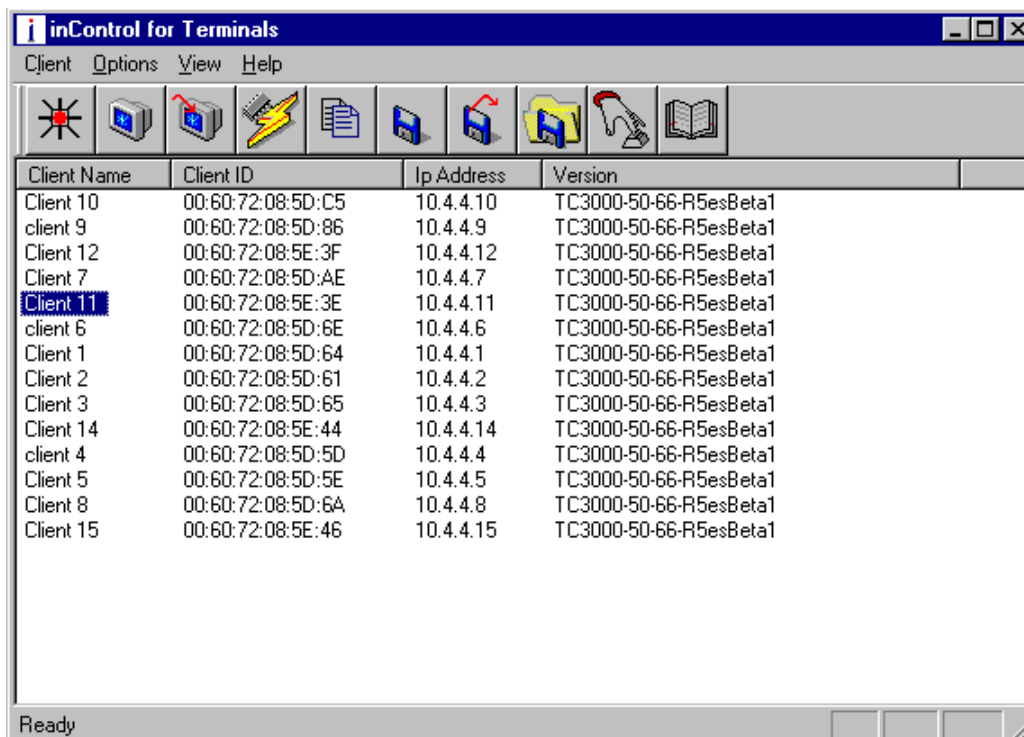 inControl for Terminals
Client Options View Help
Client Name Client ID Ip Address Version
Client 10 00:60:72:08:5D:C5 10.4.4.10 TC3000-50-66-R5esBeta1
client 9 00:60:72:08:5D:86 10.4.4.9 TC3000-50-66-R5esBeta1
Client 12 00:60:72:08:5E:3F 10.4.4.12 TC3000-50-66-R5esBeta1
Client 7 00:60:72:08:5D:AE 10.4.4.7 TC3000-50-66-R5esBeta1
Client 11 00:60:72:08:5E:3E 10.4.4.11 TC3000-50-66-R5esBeta1
client 6 00:60:72:08:5D:6E 10.4.4.6 TC3000-50-66-R5esBeta1
Client 1 00:60:72:08:5D:64 10.4.4.1 TC3000-50-66-R5esBeta1
Client 2 00:60:72:08:5D:61 10.4.4.2 TC3000-50-66-R5esBeta1
Client 3 00:60:72:08:5D:65 10.4.4.3 TC3000-50-66-R5esBeta1
Client 14 00:60:72:08:5E:44 10.4.4.14 TC3000-50-66-R5esBeta1
client 4 00:60:72:08:5D:5D 10.4.4.4 TC3000-50-66-R5esBeta1
Client 5 00:60:72:08:5D:5E 10.4.4.5 TC3000-50-66-R5esBeta1
Client 8 00:60:72:08:5D:6A 10.4.4.8 TC3000-50-66-R5esBeta1
Client 15 00:60:72:08:5E:46 10.4.4.15 TC3000-50-66-R5esBeta1
Ready